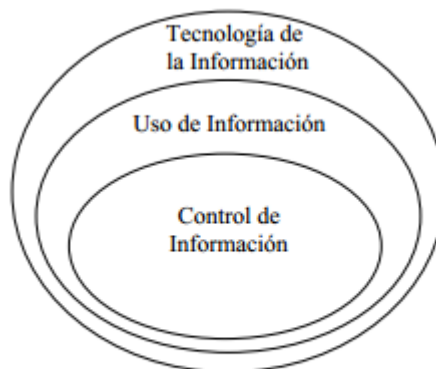 Tecnología de
la Información
Uso de Información
Control de
Información